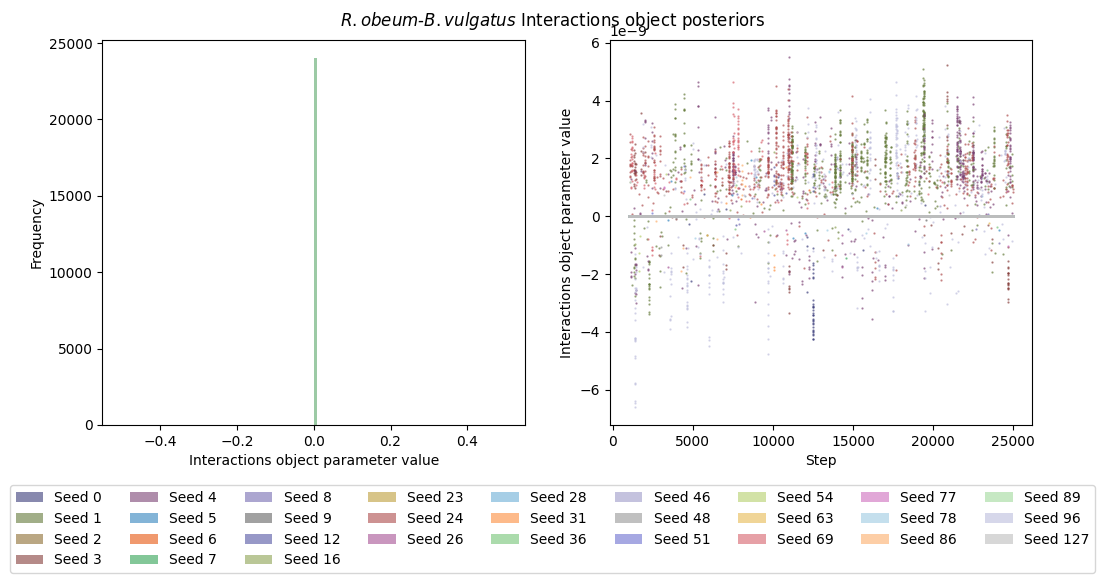 R. obeum-B. vulgatus Interactions object posteriors
25000
20000
15000
10000
5000
0
−0.4
−0.2
0.0
0.2
0.4
Frequency
Interactions object parameter value
1e−9
6
4
2
0
−2
−4
−6
0
5000
10000
15000
20000
25000
Interactions object parameter value
Step
Seed 0
Seed 1
Seed 2
Seed 3
Seed 4
Seed 5
Seed 6
Seed 7
Seed 8
Seed 9
Seed 12
Seed 16
Seed 23
Seed 24
Seed 26
Seed 28
Seed 31
Seed 36
Seed 46
Seed 48
Seed 51
Seed 54
Seed 63
Seed 69
Seed 77
Seed 78
Seed 86
Seed 89
Seed 96
Seed 127